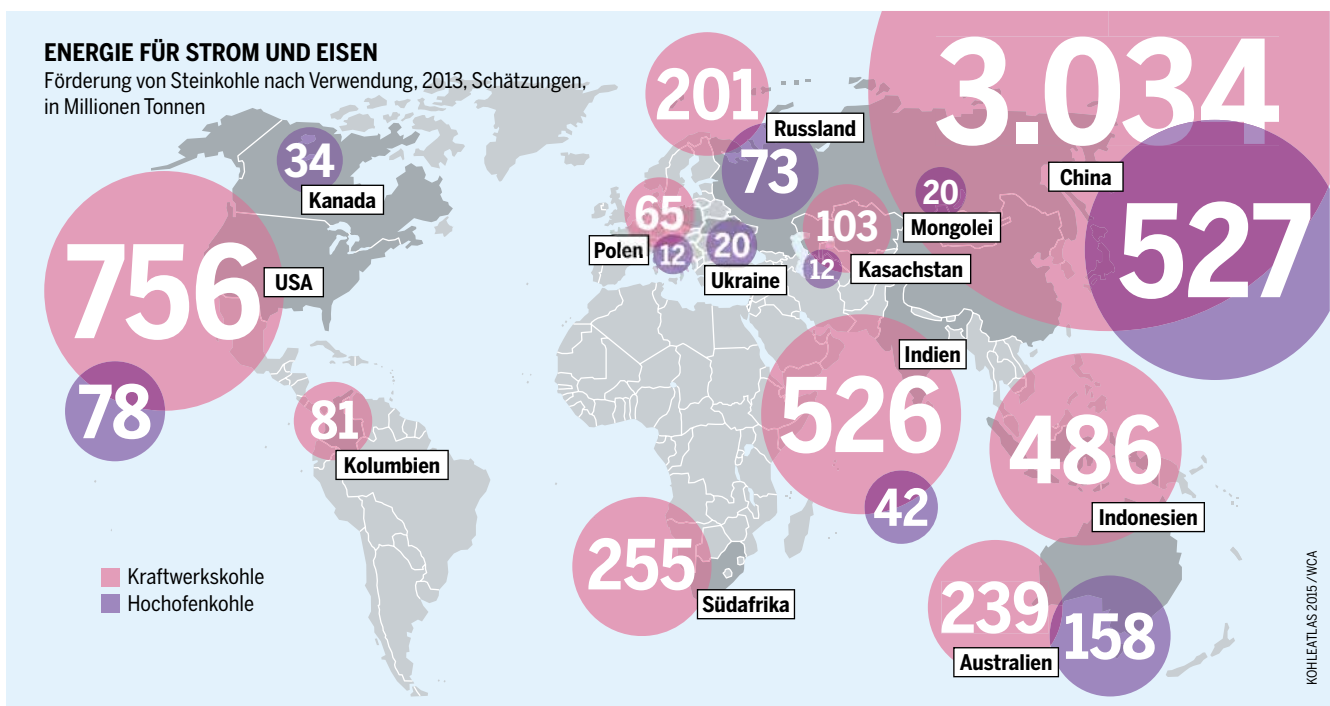 ENERGIE FÜR STROM UND EISEN
Förderung von Steinkohle nach Verwendung, 2013, Schätzungen,
in Millionen Tonnen
34
Kanada
756
USA
78
81
Kolumbien
201
Russland
73
65
Polen
12
20
Ukraine
103
Kasachstan
12
20
Mongolei
3.034
China
527
Indien
526
42
486
Indonesien
255
Südafrika
239
Australien
158
Kraftwerkskohle
Hochofenkohle
KOHLEATLAS 2015 / WCA